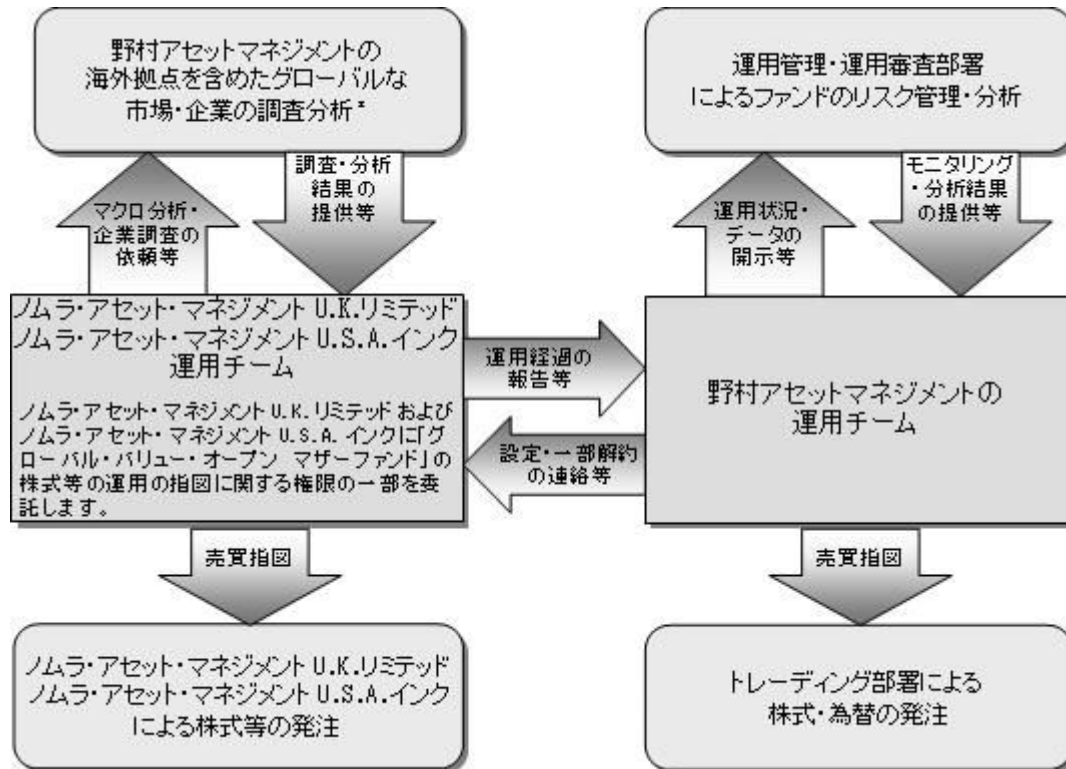 野村アセットマネジメントの
海外拠点を含めたグローバルな
市場・企業の調査分析*
運用管理・運用審査部署
によるファンドのリスク管理・分析
マクロ分析・
企業調査の
依頼等
調査・分析
結果の
提供等
運用状況・
データの
開示等
モニタリング
・分析結果
の提供等
ノムラ・アセット・マネジメント U.K.リミテッド
ノムラ・アセット・マネジメント U.S.A.インク
運用チーム
ノムラ・アセット・マネジメント U.K.リミテッド および
ノムラ・アセット・マネジメント U.S.A. インクに「グ
ローバル・バリュー・オープン マザーファンド」の
株式等の運用の指図に関する権限の一部を委
託します。
運用経過の
報告等
設定・一部解約
の連絡等
野村アセットマネジメントの
運用チーム
売買指図
売買指図
ノムラ・アセット・マネジメント U.K.リミテッド
ノムラ・アセット・マネジメント U.S.A.インク
による株式等の発注
トレーディング部署による
株式・為替の発注